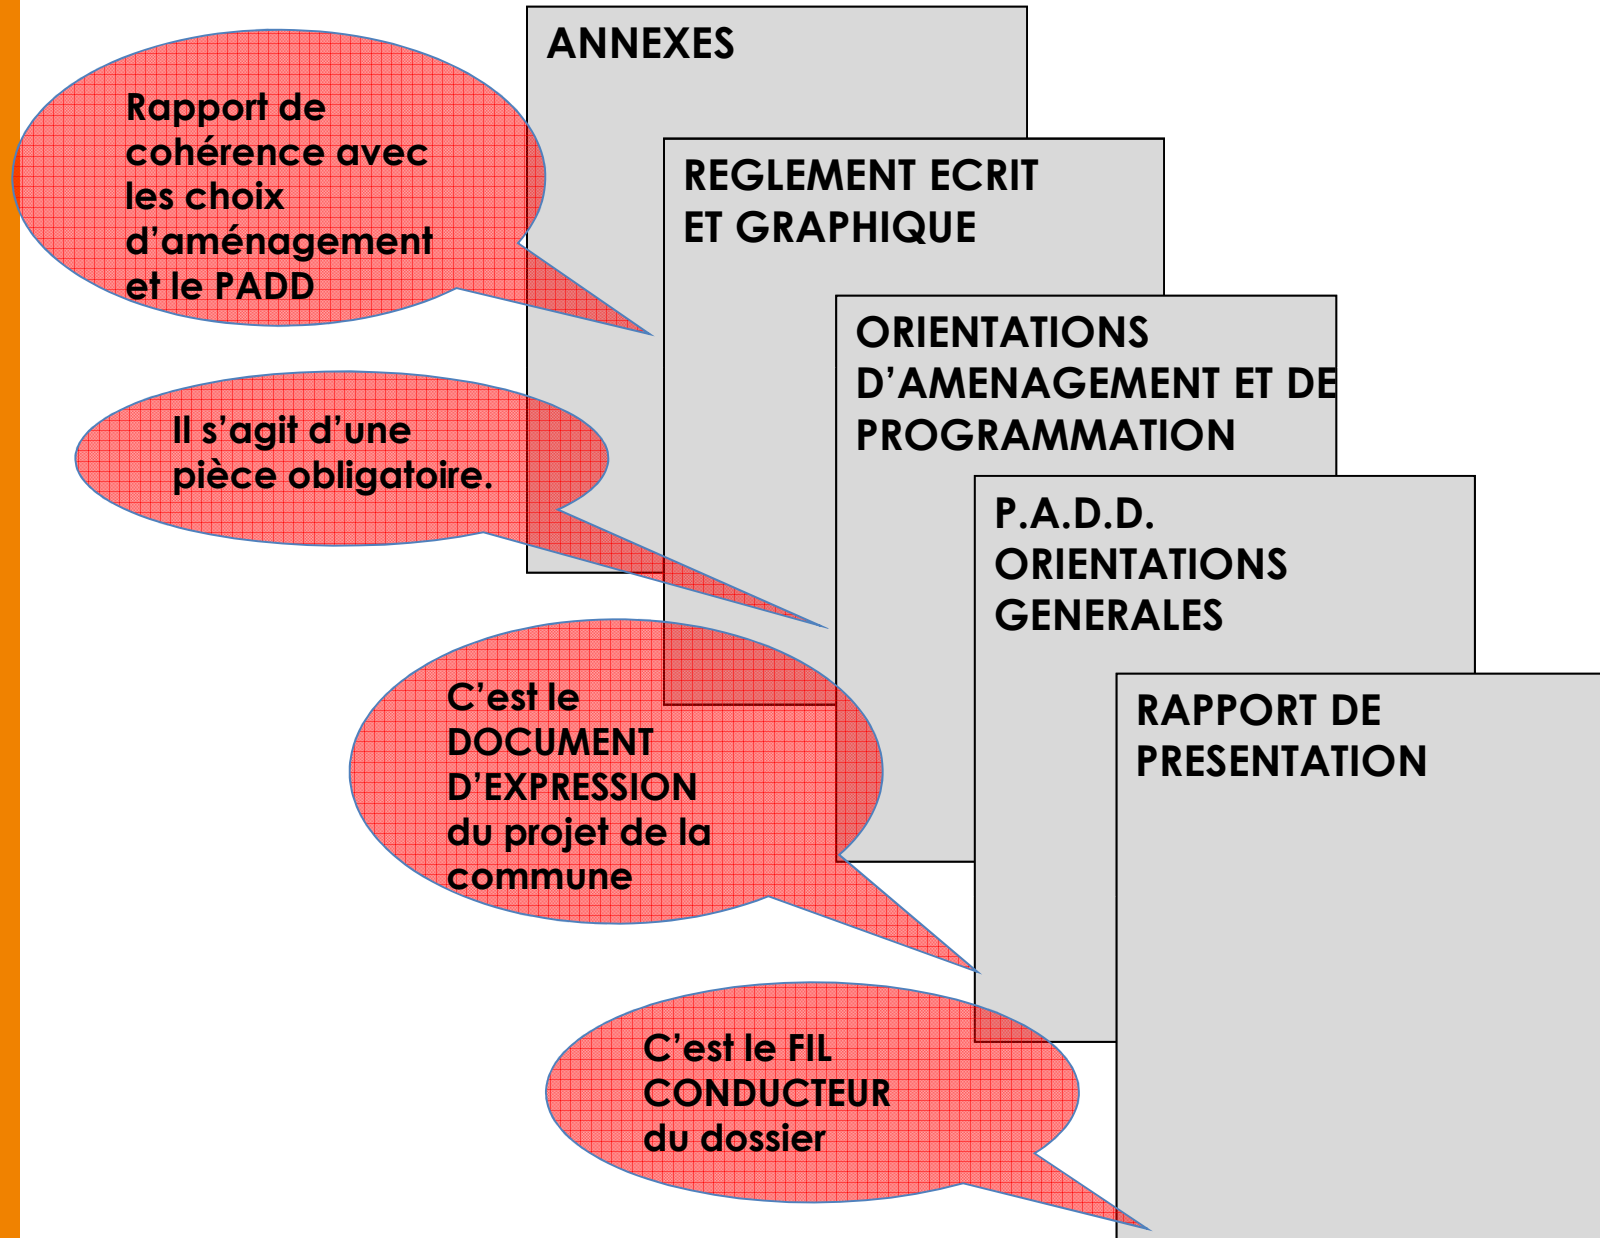 ANNEXES
Rapport de
cohérence avec
les choix
d’aménagement
et le PADD
REGLEMENT ECRIT
ET GRAPHIQUE
ORIENTATIONS
D’AMENAGEMENT ET DE
PROGRAMMATION
Il s’agit d’une
pièce obligatoire.
P.A.D.D.
ORIENTATIONS
GENERALES
C’est le
DOCUMENT
D’EXPRESSION
du projet de la
commune
RAPPORT DE
PRESENTATION
C’est le FIL
CONDUCTEUR
du dossier